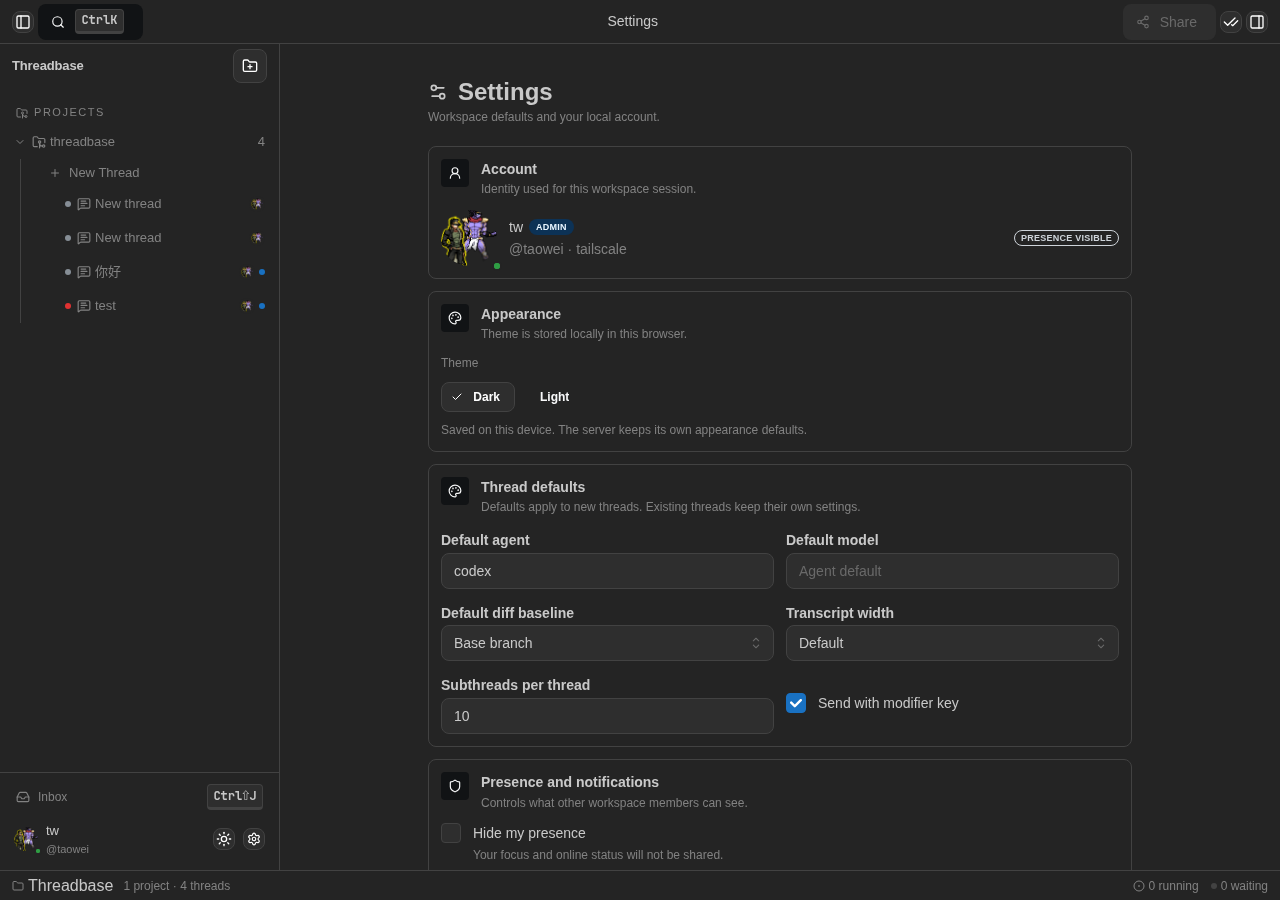 CtrlK
Settings
Share
Threadbase
PROJECTS
threadbase 4
New Thread
New thread
New thread
你好
test
Inbox
Ctrl⇧J
tw
@taowei
Settings
Workspace defaults and your local account.
Account
Identity used for this workspace session.
tw ADMIN
@taowei · tailscale
PRESENCE VISIBLE
Appearance
Theme is stored locally in this browser.
Theme
Dark Light
Saved on this device. The server keeps its own appearance defaults.
Thread defaults
Defaults apply to new threads. Existing threads keep their own settings.
Default agent
codex
Default model
Agent default
Default diff baseline
Base branch
Transcript width
Default
Subthreads per thread
10
Send with modifier key
Presence and notifications
Controls what other workspace members can see.
Hide my presence
Your focus and online status will not be shared.
Threadbase 1 project · 4 threads
0 running 0 waiting